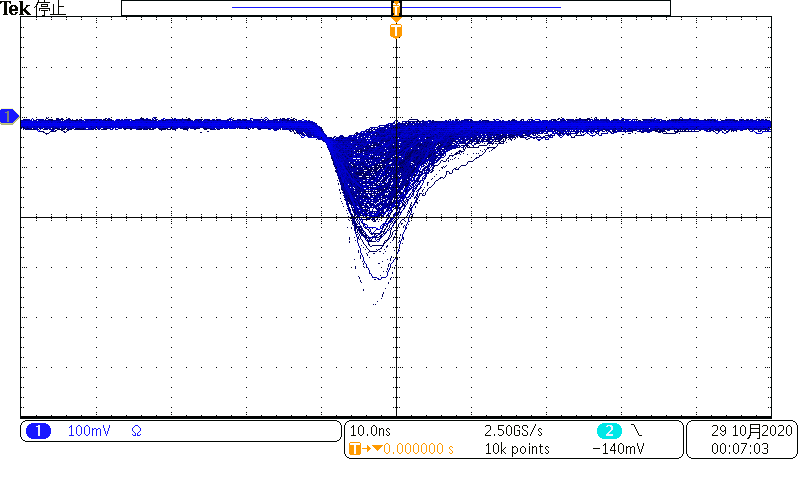 Tek 停止
T
T
1
1 100mV Ω
10.0ns 2.50GS/s 2 -140mV
T→▼0.000000 s 10k points
29 10月2020
00:07:03